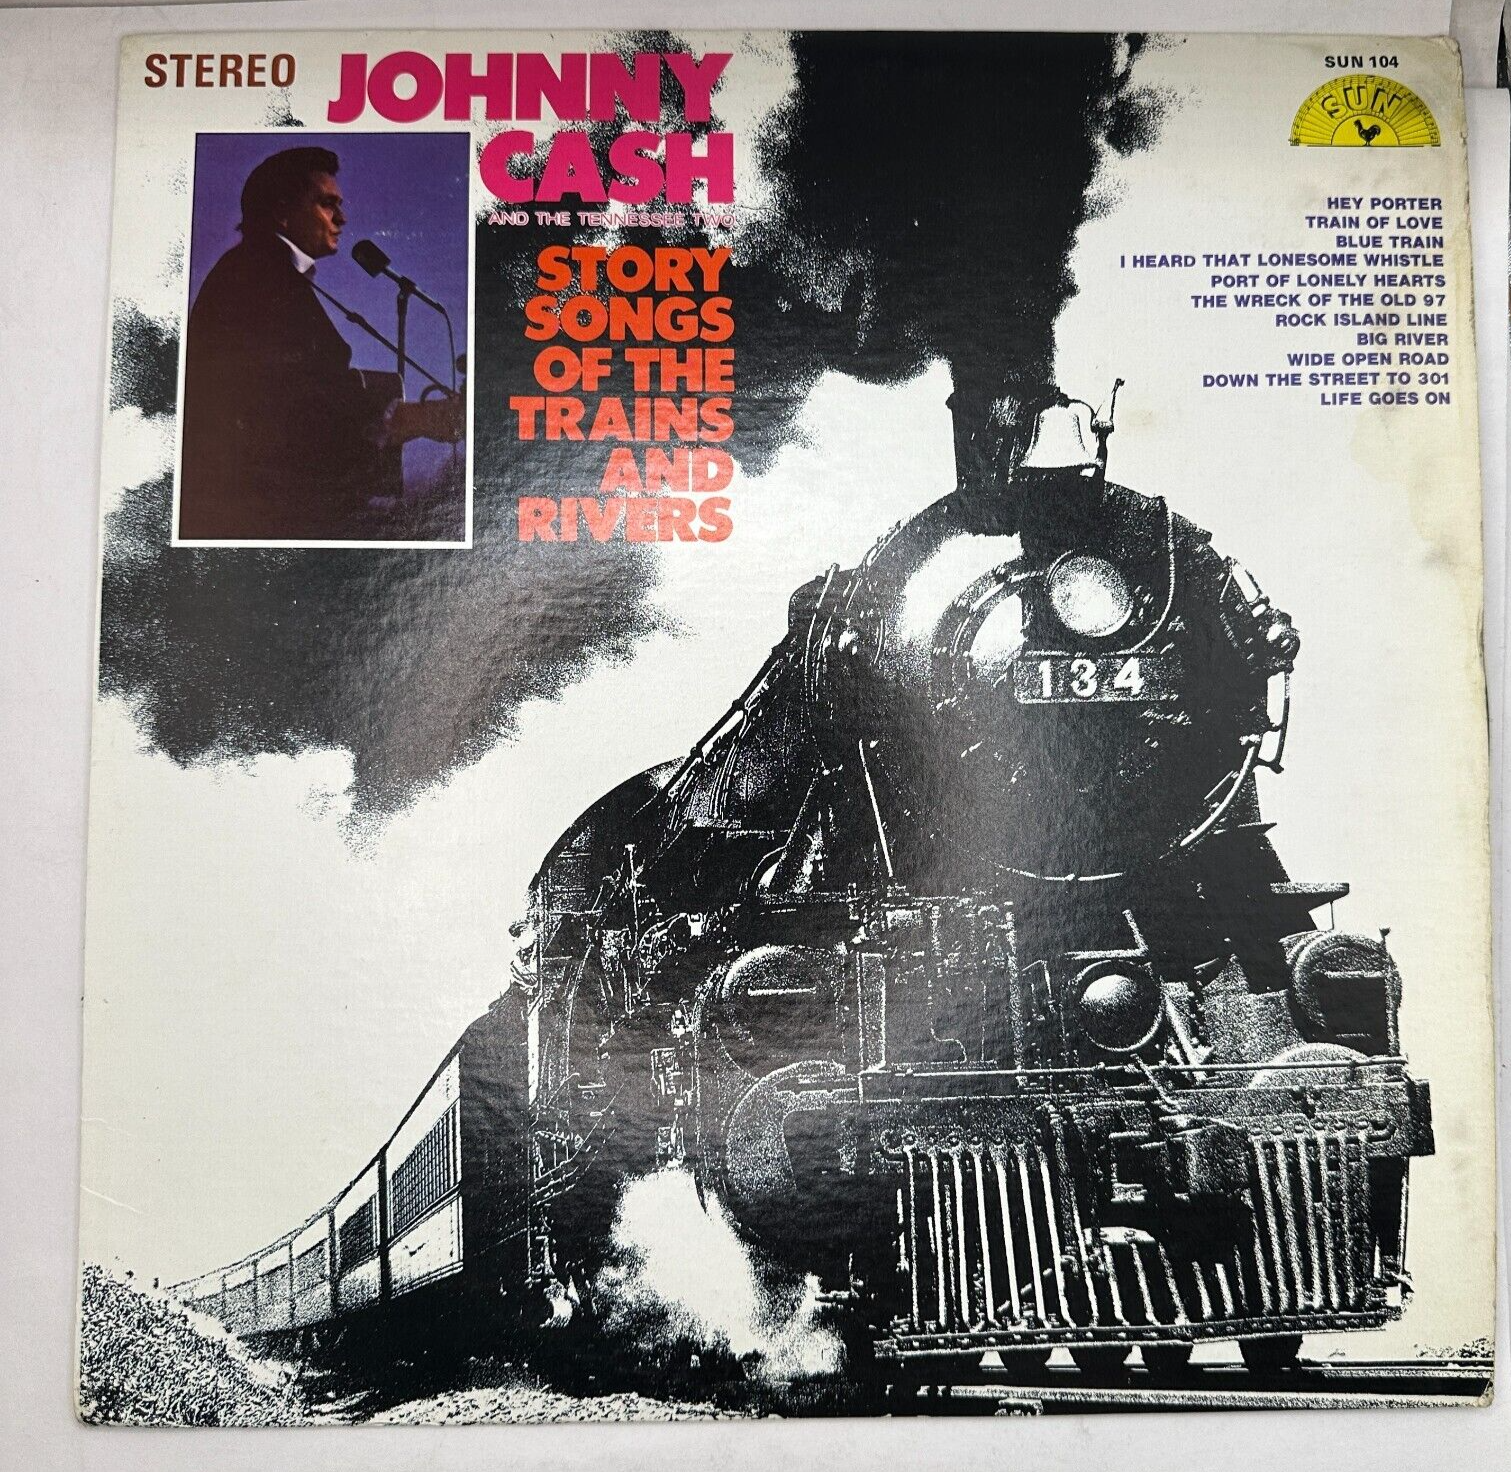 STEREO
JOHNNY
CASH
AND THE TENNESSEE TWO
STORY
SONGS
OF THE
TRAINS
AND
RIVERS
SUN 104
SUN
HEY PORTER
TRAIN OF LOVE
BLUE TRAIN
I HEARD THAT LONESOME WHISTLE
PORT OF LONELY HEARTS
THE WRECK OF THE OLD 97
ROCK ISLAND LINE
BIG RIVER
WIDE OPEN ROAD
DOWN THE STREET TO 301
LIFE GOES ON
134